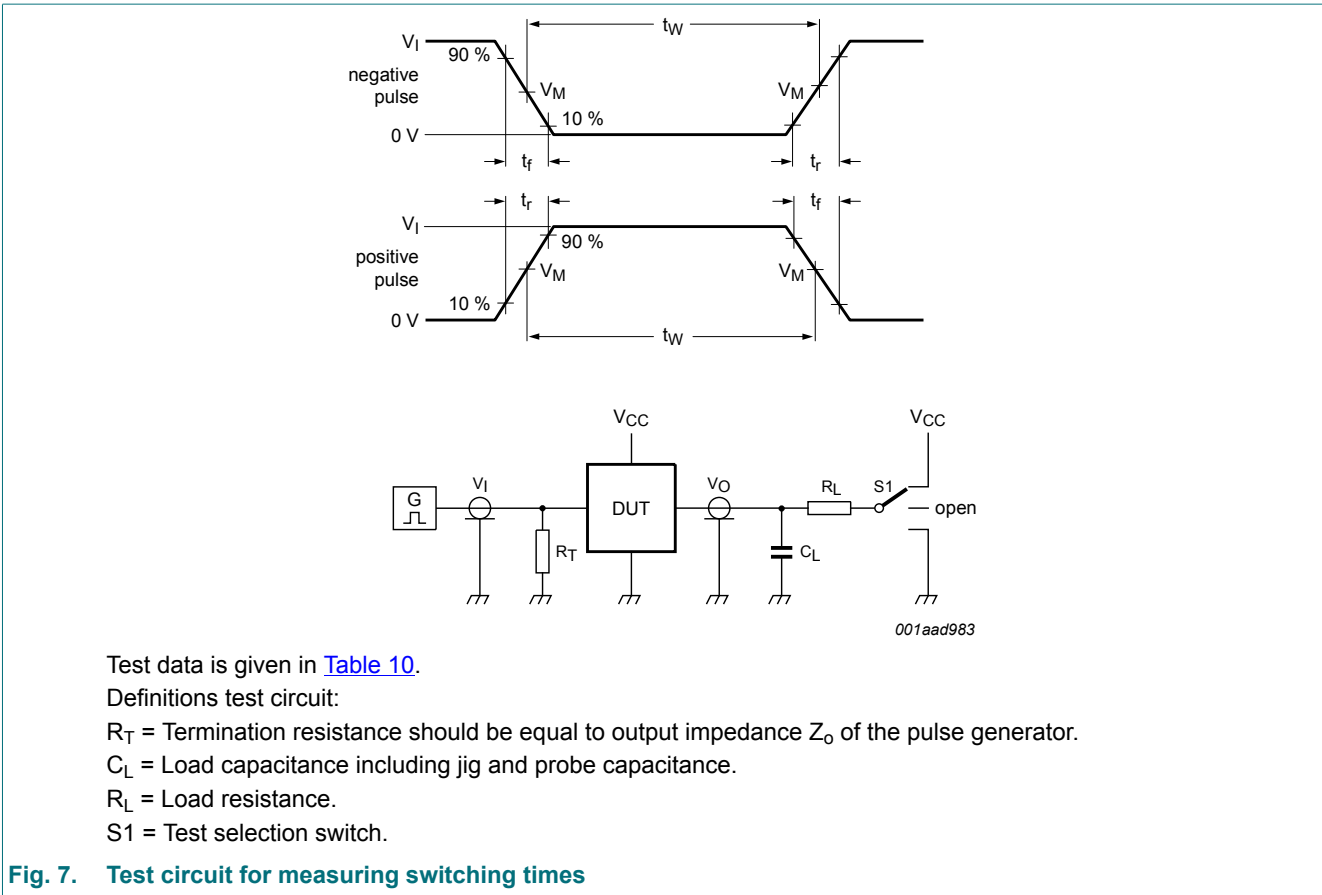 t_W
V_I
90 %
negative
pulse
V_M
V_M
10 %
0 V
t_f
t_r
t_r
t_f
V_I
90 %
positive
pulse
V_M
V_M
10 %
0 V
t_W
V_CC
V_CC
G
V_I
DUT
V_O
R_L
S1
open
R_T
C_L
001aad983
Test data is given in Table 10.
Definitions test circuit:
R_T = Termination resistance should be equal to output impedance Z_o of the pulse generator.
C_L = Load capacitance including jig and probe capacitance.
R_L = Load resistance.
S1 = Test selection switch.
Fig. 7. Test circuit for measuring switching times